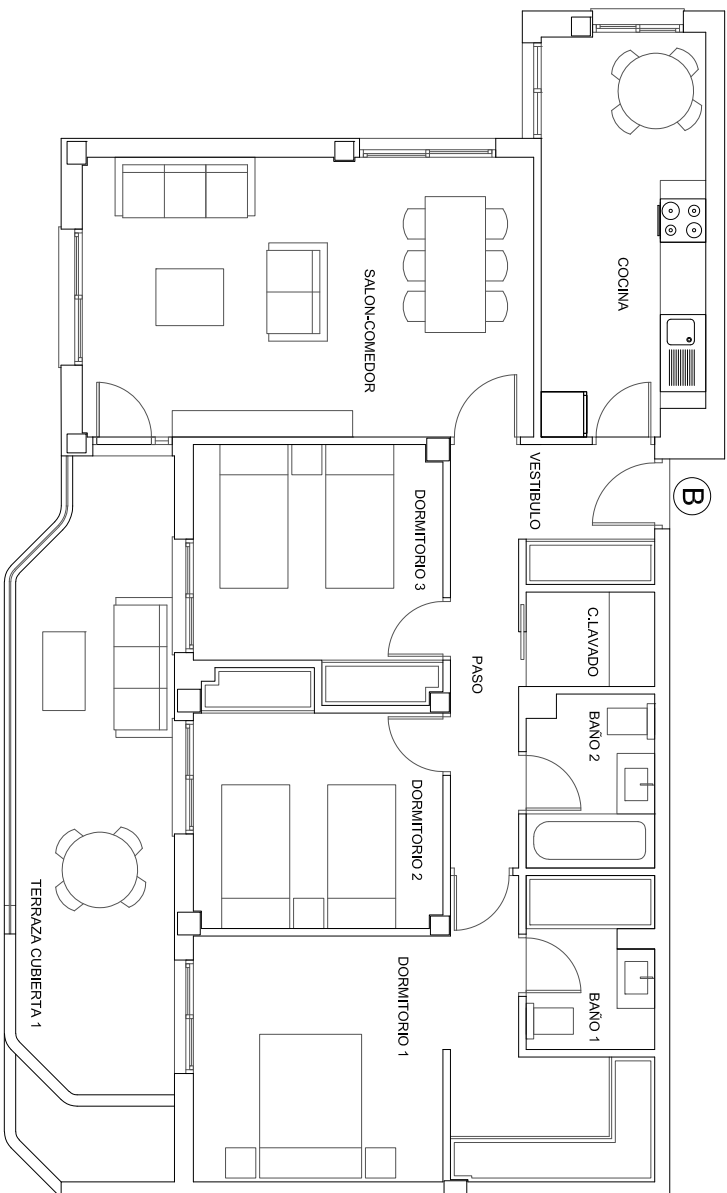 COCINA
SALON-COMEDOR
B
VESTIBULO
DORMITORIO 3
C.LAVADO
PASO
BAÑO 2
DORMITORIO 2
TERRAZA CUBIERTA 1
DORMITORIO 1
BAÑO 1